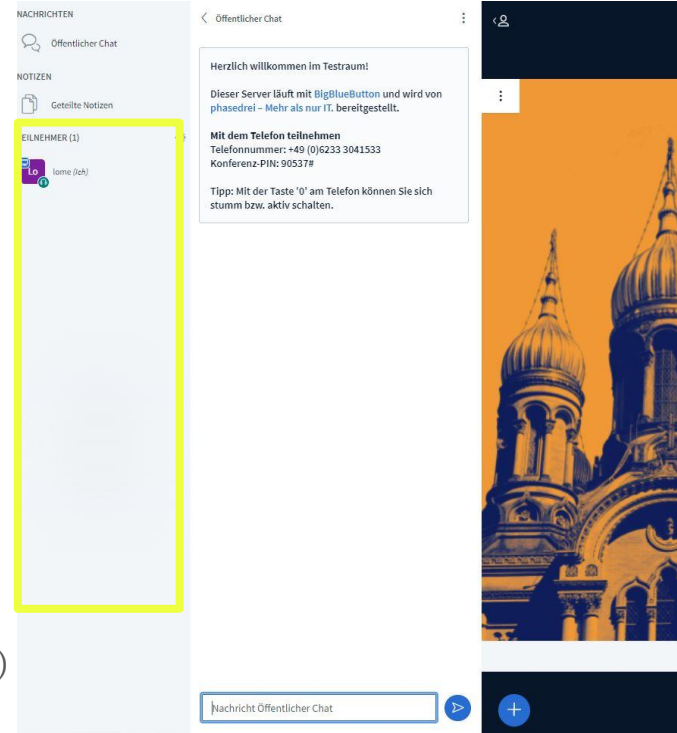 NACHRICHTEN
Öffentlicher Chat
NOTIZEN
Geteilte Notizen
EILNEHMER (1)
Lo
lome (Ich)
Öffentlicher Chat
Herzlich willkommen im Testraum!
Dieser Server läuft mit BigBlueButton und wird von
phasedrei – Mehr als nur IT. bereitgestellt.
Mit dem Telefon teilnehmen
Telefonnummer: +49 (0)6233 3041533
Konferenz-PIN: 90537#
Tipp: Mit der Taste '0' am Telefon können Sie sich
stumm bzw. aktiv schalten.
Nachricht Öffentlicher Chat
)